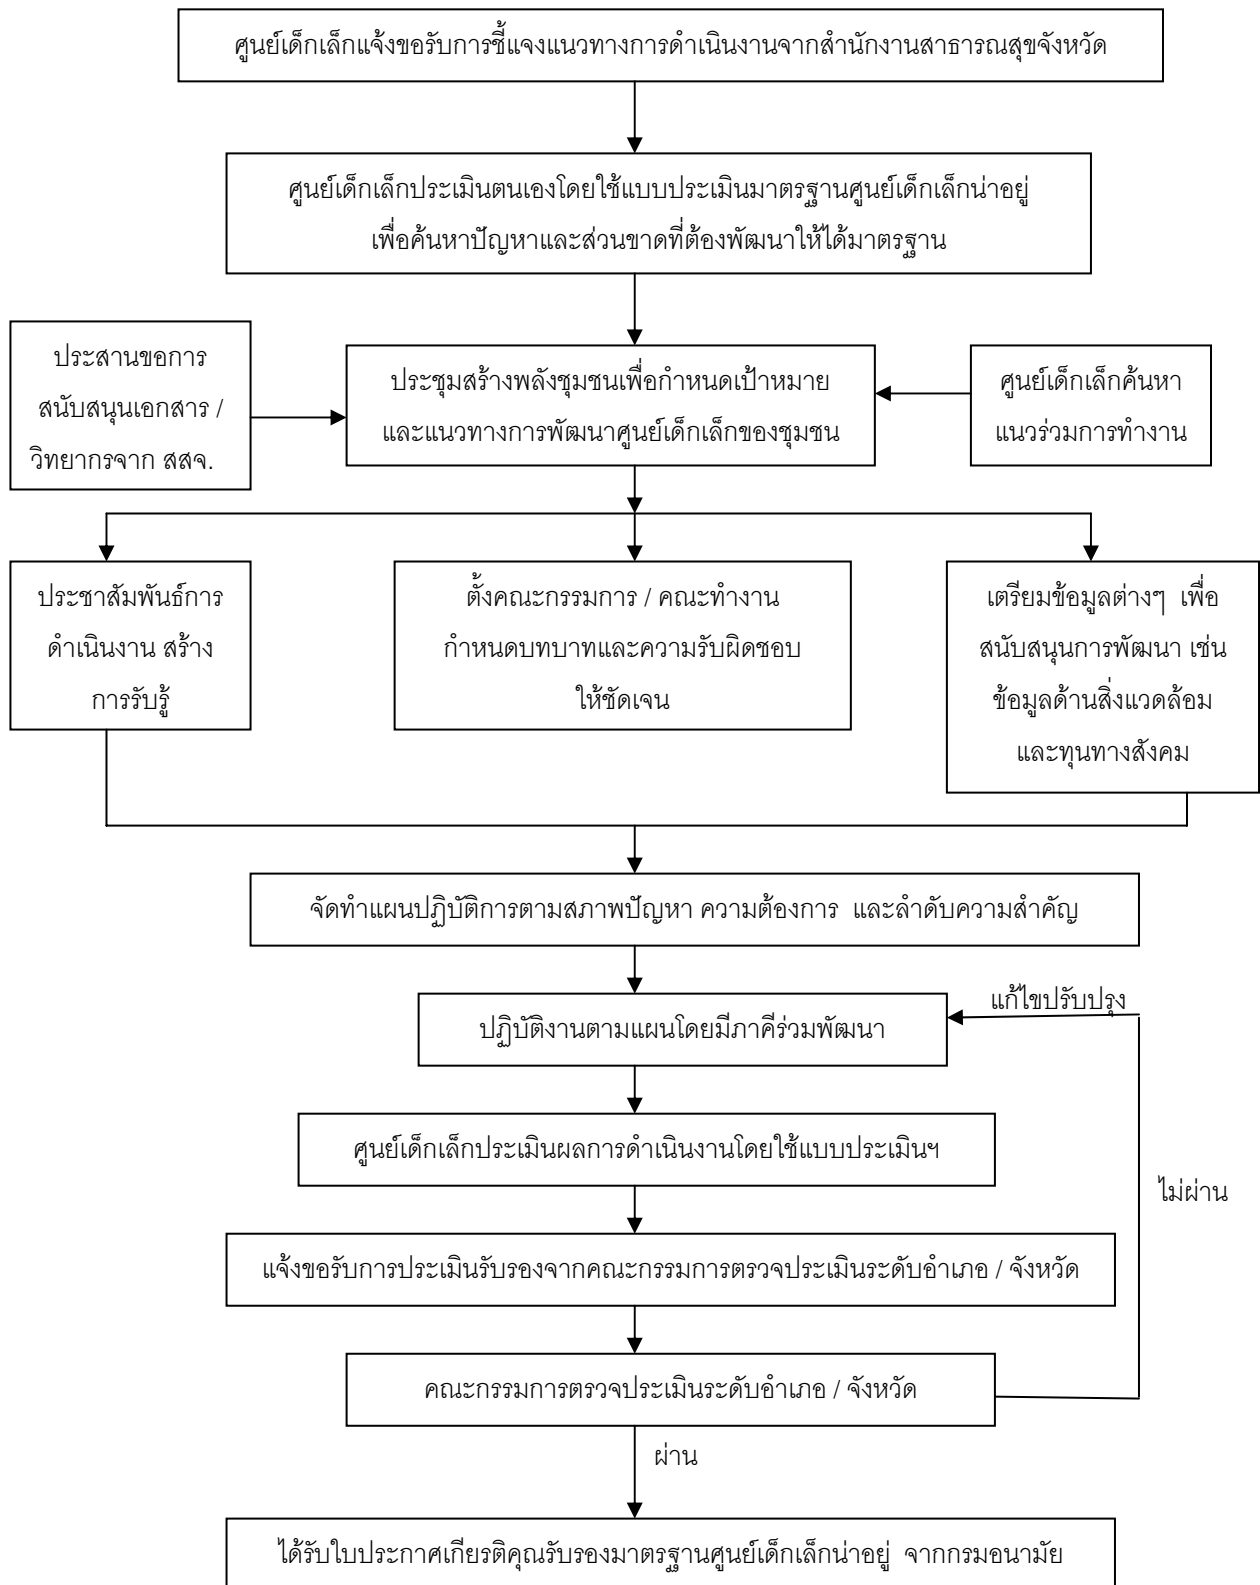 ศูนย์เด็กเล็กแจ้งขอรับการชี้แจงแนวทางการดำเนินงานจากสำนักงานสาธารณสุขจังหวัด
ศูนย์เด็กเล็กประเมินตนเองโดยใช้แบบประเมินมาตรฐานศูนย์เด็กเล็กน่าอยู่
เพื่อค้นหาปัญหาและส่วนขาดที่ต้องพัฒนาให้ได้มาตรฐาน
ประสานขอการ
สนับสนุนเอกสาร /
วิทยากรจาก สสจ.
ประชุมสร้างพลังชุมชนเพื่อกำหนดเป้าหมาย
และแนวทางการพัฒนาศูนย์เด็กเล็กของชุมชน
ศูนย์เด็กเล็กค้นหา
แนวร่วมการทำงาน
ประชาสัมพันธ์การ
ดำเนินงาน สร้าง
การรับรู้
ตั้งคณะกรรมการ / คณะทำงาน
กำหนดบทบาทและความรับผิดชอบ
ให้ชัดเจน
เตรียมข้อมูลต่างๆ เพื่อ
สนับสนุนการพัฒนา เช่น
ข้อมูลด้านสิ่งแวดล้อม
และทุนทางสังคม
จัดทำแผนปฏิบัติการตามสภาพปัญหา ความต้องการ และลำดับความสำคัญ
แก้ไขปรับปรุง
ปฏิบัติงานตามแผนโดยมีภาคีร่วมพัฒนา
ศูนย์เด็กเล็กประเมินผลการดำเนินงานโดยใช้แบบประเมินฯ
ไม่ผ่าน
แจ้งขอรับการประเมินรับรองจากคณะกรรมการตรวจประเมินระดับอำเภอ / จังหวัด
คณะกรรมการตรวจประเมินระดับอำเภอ / จังหวัด
ผ่าน
ได้รับใบประกาศเกียรติคุณรับรองมาตรฐานศูนย์เด็กเล็กน่าอยู่ จากกรมอนามัย